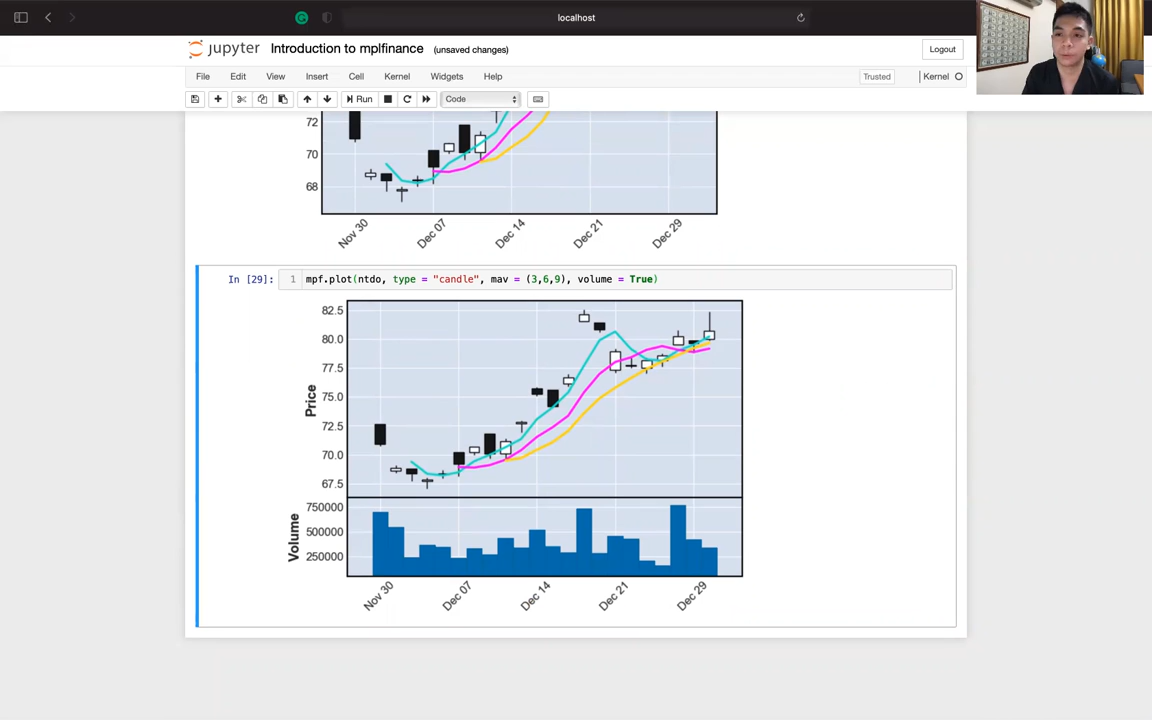 localhost
jupyter Introduction to mplfinance (unsaved changes)
Logout
File Edit View Insert Cell Kernel Widgets Help
Trusted Kernel
Run Code
72
70
68
Nov 30 Dec 07 Dec 14 Dec 21 Dec 29
In [29]: 1 mpf.plot(ntdo, type = "candle", mav = (3,6,9), volume = True)
82.5
80.0
77.5
75.0
72.5
70.0
67.5
Price
750000
500000
250000
Volume
Nov 30 Dec 07 Dec 14 Dec 21 Dec 29